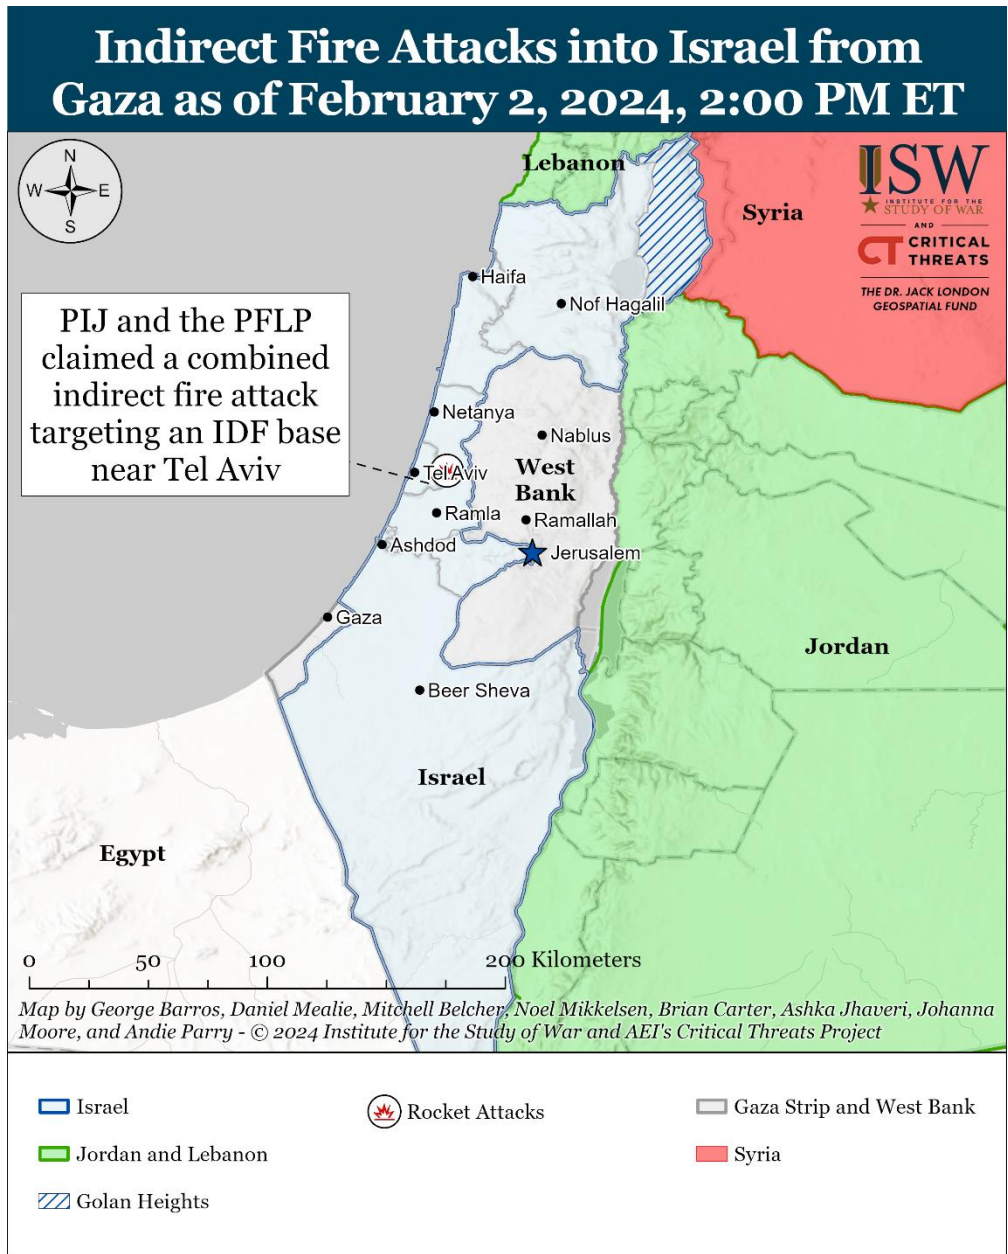 Indirect Fire Attacks into Israel from
Gaza as of February 2, 2024, 2:00 PM ET
N
W E
S
Lebanon
Syria
ISW
INSTITUTE FOR THE
STUDY OF WAR
AND
CT CRITICAL
THREATS
THE DR. JACK LONDON
GEOSPATIAL FUND
Haifa
Nof Hagalil
PIJ and the PFLP
claimed a combined
indirect fire attack
targeting an IDF base
near Tel Aviv
Netanya
Nablus
Tel Aviv
West
Bank
Ramla
Ramallah
Ashdod
Jerusalem
Gaza
Jordan
Beer Sheva
Israel
Egypt
0 50 100 200 Kilometers
Map by George Barros, Daniel Mealie, Mitchell Belcher, Noel Mikkelsen, Brian Carter, Ashka Jhaveri, Johanna
Moore, and Andie Parry - © 2024 Institute for the Study of War and AEI's Critical Threats Project
Israel
Rocket Attacks
Gaza Strip and West Bank
Jordan and Lebanon
Syria
Golan Heights